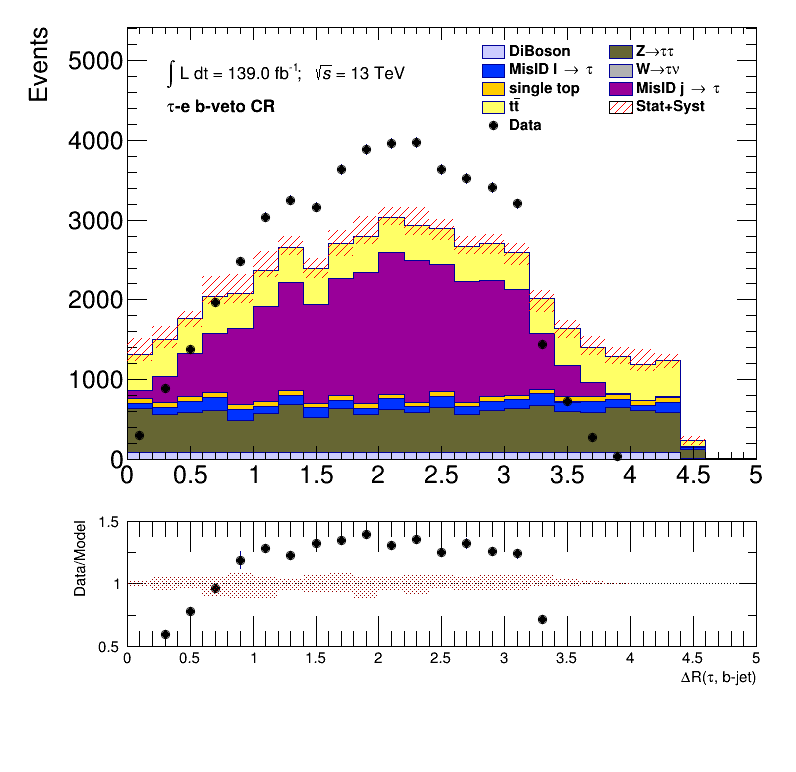 Events
5000
4000
3000
2000
1000
0
∫ L dt = 139.0 fb⁻¹; √s = 13 TeV
τ-e b-veto CR
DiBoson
MisID l → τ
single top
tt̄
Data
Z→ττ
W→τν
MisID j → τ
Stat+Syst
0 0.5 1 1.5 2 2.5 3 3.5 4 4.5 5
Data/Model
1.5
1
0.5
0 0.5 1 1.5 2 2.5 3 3.5 4 4.5 5
ΔR(τ, b-jet)